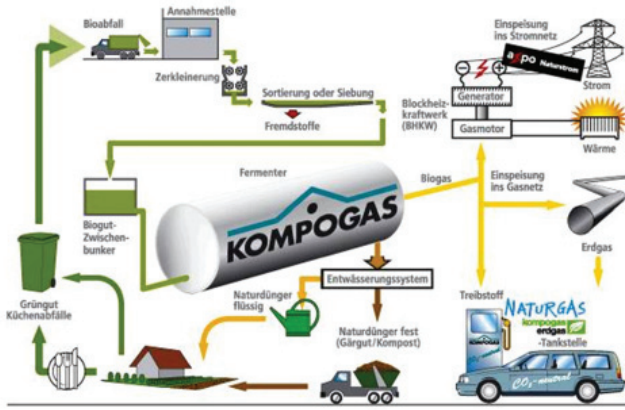 Bioabfall
Annahmestelle
Zerkleinerung
Sortierung oder Siebung
Fremdstoffe
Einspeisung
ins Stromnetz
axpo Naturstrom
Strom
Generator
Blockheiz-
kraftwerk
(BHKW)
Gasmotor
Wärme
Fermenter
KOMPOGAS
Biogas
Einspeisung
ins Gasnetz
Erdgas
Biogut-
Zwischen-
bunker
Entwässerungssystem
Naturdünger
flüssig
Naturdünger fest
(Gärgut/Kompost)
Grüngut
Küchenabfälle
Treibstoff
NATURGAS
kompogas
erdgas
-Tankstelle
KOMPOGAS
CO₂-neutral